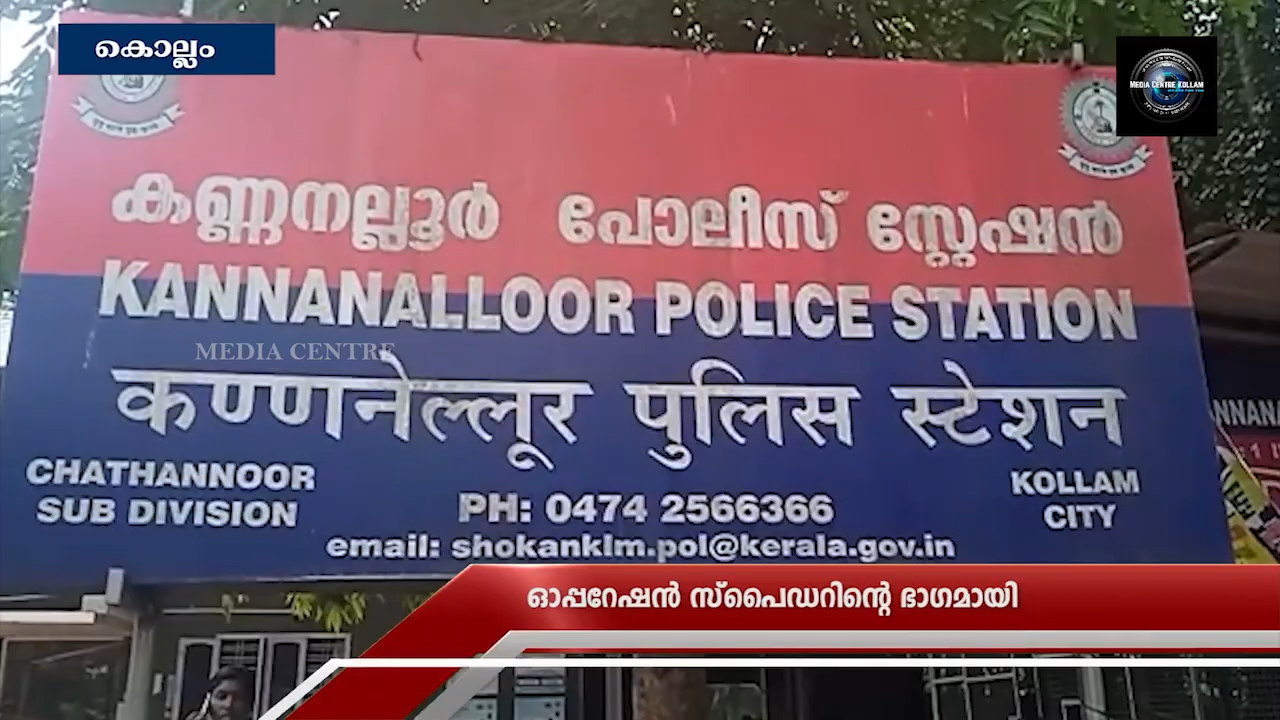 കൊല്ലം
MEDIA CENTRE KOLLAM
കണ്ണനല്ലൂർ പോലീസ് സ്റ്റേഷൻ
KANNANALLOOR POLICE STATION
MEDIA CENTRE
कण्णनेल्लूर पुलिस स्टेशन
CHATHANNOOR
SUB DIVISION
PH: 0474 2566366
KOLLAM
CITY
email: shokanklm.pol@kerala.gov.in
ഓപ്പറേഷൻ സ്പൈഡറിൻ്റെ ഭാഗമായി